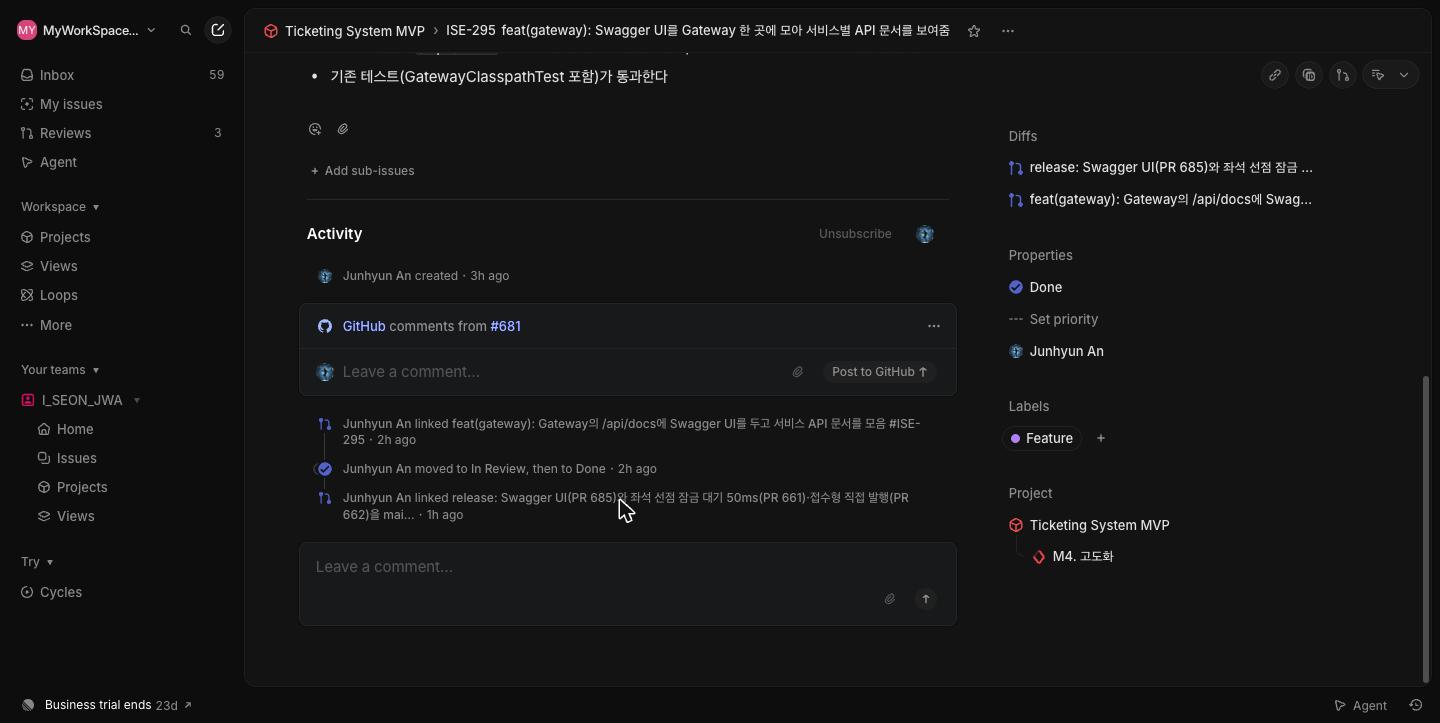 MY MyWorkSpace...
Inbox 59
My issues
Reviews 3
Agent
Workspace
Projects
Views
Loops
More
Your teams
I_SEON_JWA
Home
Issues
Projects
Views
Try
Cycles
Business trial ends 23d
Ticketing System MVP › ISE-295 feat(gateway): Swagger UI를 Gateway 한 곳에 모아 서비스별 API 문서를 보여줌
• 기존 테스트(GatewayClasspathTest 포함)가 통과한다
+ Add sub-issues
Activity
Unsubscribe
Junhyun An created · 3h ago
GitHub comments from #681
Leave a comment...
Post to GitHub
Junhyun An linked feat(gateway): Gateway의 /api/docs에 Swagger UI를 두고 서비스 API 문서를 모음 #ISE-
295 · 2h ago
Junhyun An moved to In Review, then to Done · 2h ago
Junhyun An linked release: Swagger UI(PR 685)와 좌석 선점 잠금 대기 50ms(PR 661)·접수형 직접 발행(PR
662)을 mai... · 1h ago
Leave a comment...
Diffs
release: Swagger UI(PR 685)와 좌석 선점 잠금 ...
feat(gateway): Gateway의 /api/docs에 Swag...
Properties
Done
Set priority
Junhyun An
Labels
Feature
Project
Ticketing System MVP
M4. 고도화
Agent